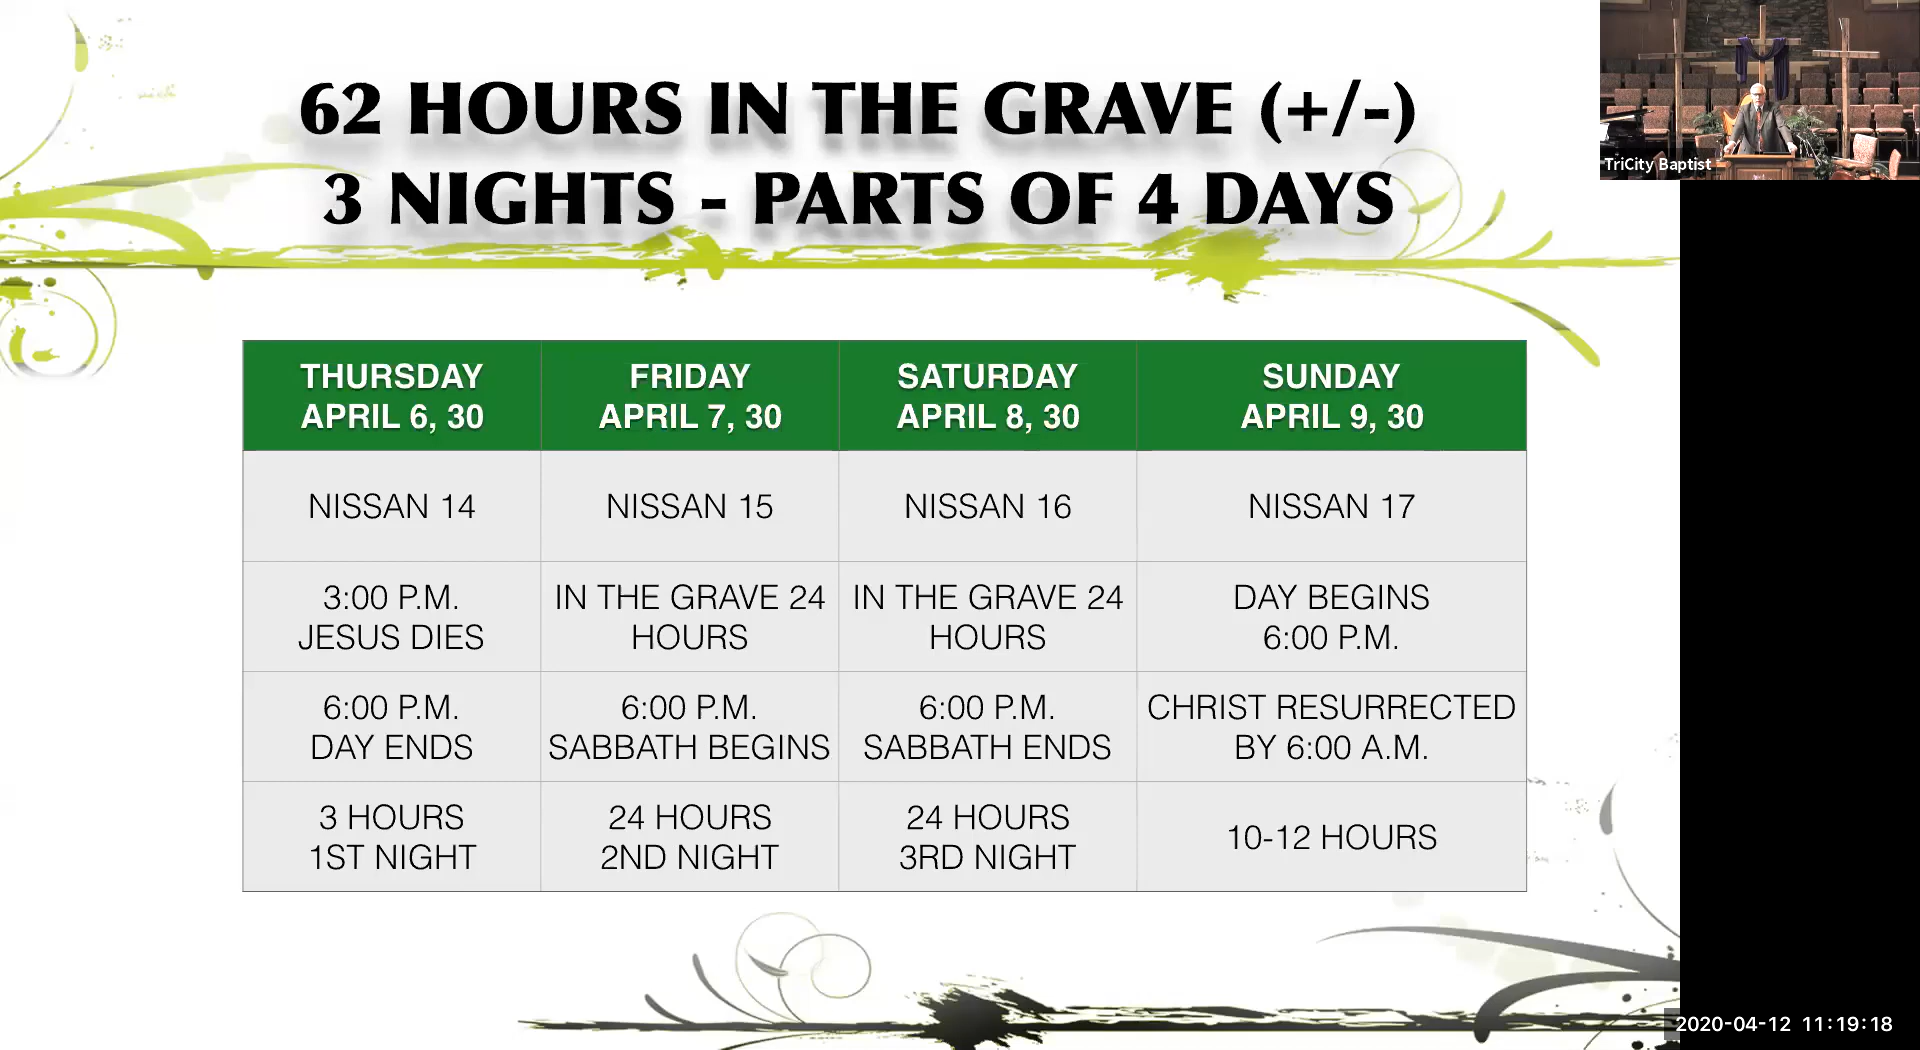 62 HOURS IN THE GRAVE (+/-)
3 NIGHTS - PARTS OF 4 DAYS
TriCity Baptist
THURSDAY
APRIL 6, 30
FRIDAY
APRIL 7, 30
SATURDAY
APRIL 8, 30
SUNDAY
APRIL 9, 30
NISSAN 14
NISSAN 15
NISSAN 16
NISSAN 17
3:00 P.M.
JESUS DIES
IN THE GRAVE 24
HOURS
IN THE GRAVE 24
HOURS
DAY BEGINS
6:00 P.M.
6:00 P.M.
DAY ENDS
6:00 P.M.
SABBATH BEGINS
6:00 P.M.
SABBATH ENDS
CHRIST RESURRECTED
BY 6:00 A.M.
3 HOURS
1ST NIGHT
24 HOURS
2ND NIGHT
24 HOURS
3RD NIGHT
10-12 HOURS
2020-04-12 11:19:18